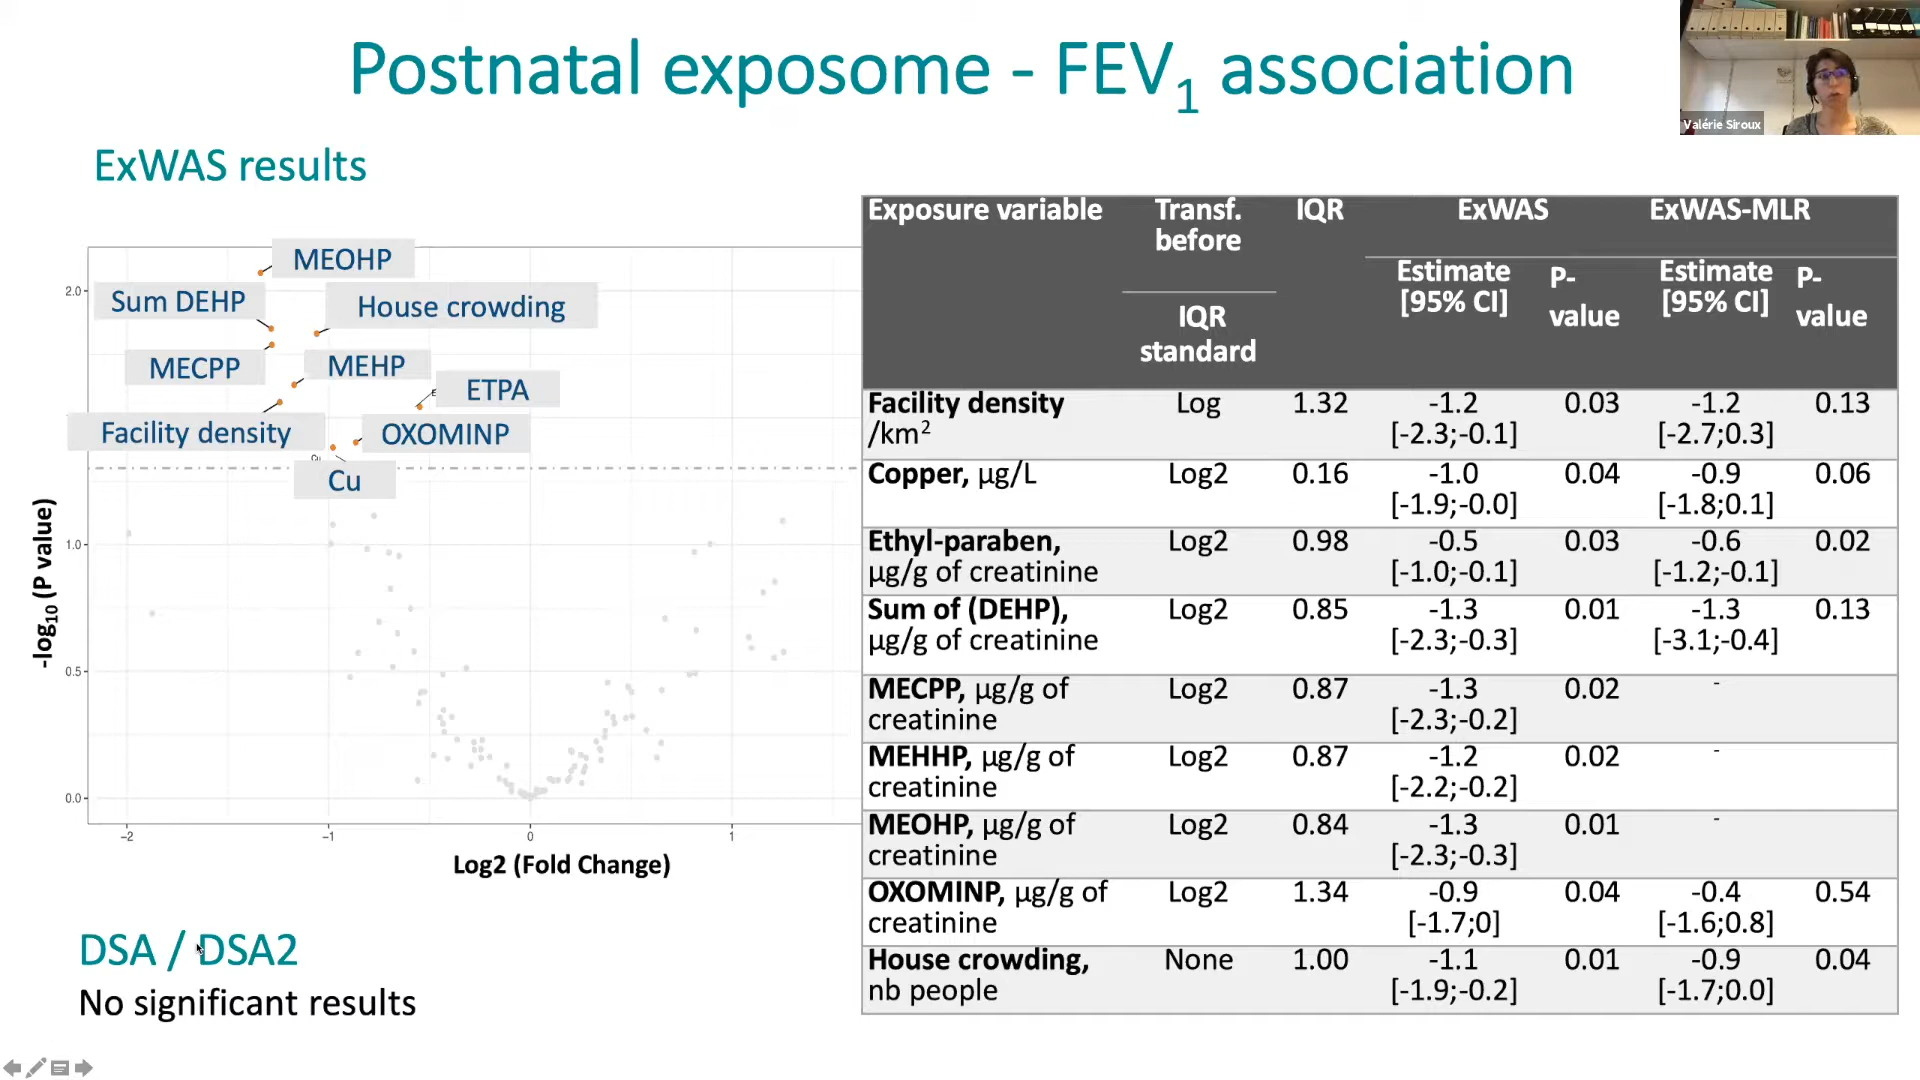 Postnatal exposome - FEV1 association
Valérie Siroux
ExWAS results
MEOHP
Sum DEHP
House crowding
MECPP
MEHP
ETPA
Facility density
OXOMINP
Cu
Cu
2.0
1.0
0.5
0.0
-log10 (P value)
−2
−1
0
1
Log2 (Fold Change)
DSA / DSA2
No significant results
Exposure variable Transf. before IQR ExWAS ExWAS-MLR
IQR standard Estimate [95% CI] P-value Estimate [95% CI] P-value
Facility density Log 1.32 -1.2 0.03 -1.2 0.13
/km² [-2.3;-0.1] [-2.7;0.3]
Copper, µg/L Log2 0.16 -1.0 0.04 -0.9 0.06
[-1.9;-0.0] [-1.8;0.1]
Ethyl-paraben, Log2 0.98 -0.5 0.03 -0.6 0.02
µg/g of creatinine [-1.0;-0.1] [-1.2;-0.1]
Sum of (DEHP), Log2 0.85 -1.3 0.01 -1.3 0.13
µg/g of creatinine [-2.3;-0.3] [-3.1;-0.4]
MECPP, µg/g of Log2 0.87 -1.3 0.02 -
creatinine [-2.3;-0.2]
MEHHP, µg/g of Log2 0.87 -1.2 0.02 -
creatinine [-2.2;-0.2]
MEOHP, µg/g of Log2 0.84 -1.3 0.01 -
creatinine [-2.3;-0.3]
OXOMINP, µg/g of Log2 1.34 -0.9 0.04 -0.4 0.54
creatinine [-1.7;0] [-1.6;0.8]
House crowding, None 1.00 -1.1 0.01 -0.9 0.04
nb people [-1.9;-0.2] [-1.7;0.0]